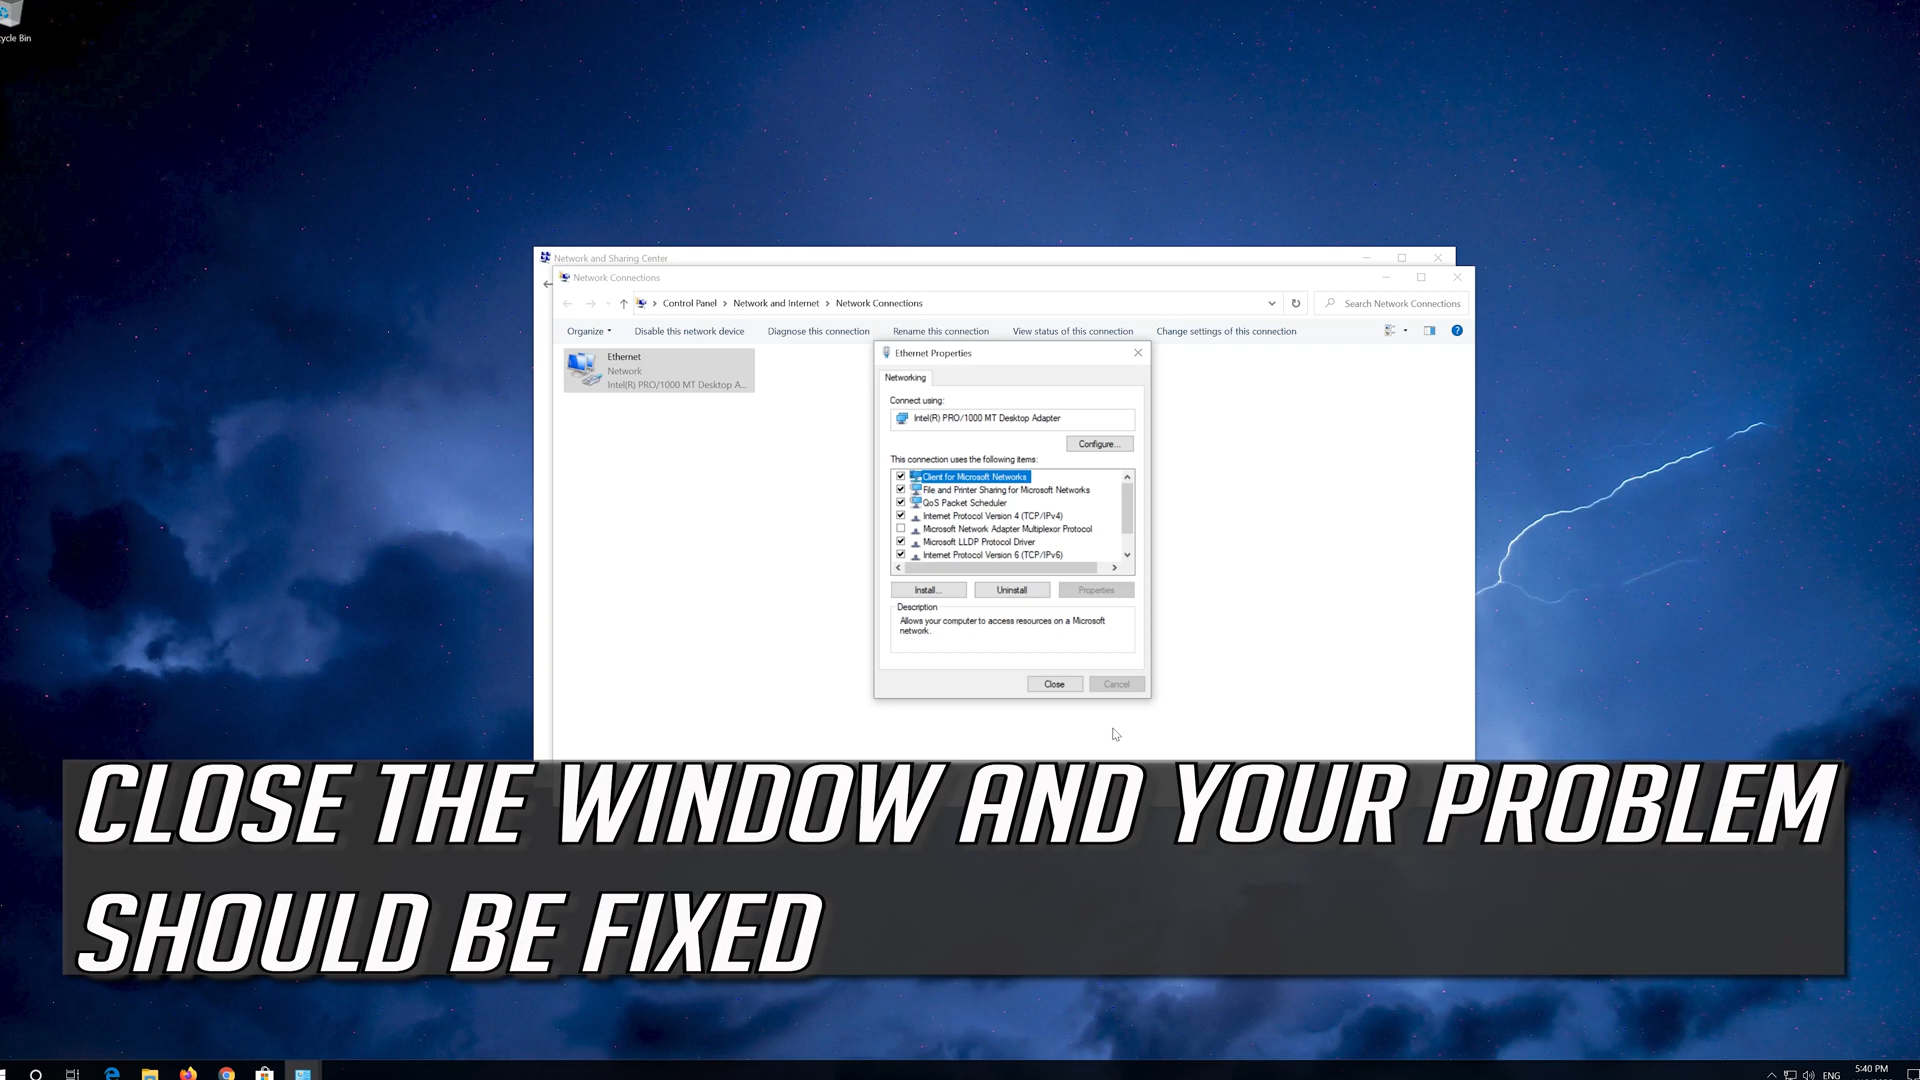 cycle Bin
Network and Sharing Center
Network Connections
Control Panel > Network and Internet > Network Connections
Search Network Connections
Organize
Disable this network device
Diagnose this connection
Rename this connection
View status of this connection
Change settings of this connection
Ethernet
Network
Intel(R) PRO/1000 MT Desktop A...
Ethernet Properties
Networking
Connect using:
Intel(R) PRO/1000 MT Desktop Adapter
Configure...
This connection uses the following items:
Client for Microsoft Networks
File and Printer Sharing for Microsoft Networks
QoS Packet Scheduler
Internet Protocol Version 4 (TCP/IPv4)
Microsoft Network Adapter Multiplexor Protocol
Microsoft LLDP Protocol Driver
Internet Protocol Version 6 (TCP/IPv6)
Install...
Uninstall
Properties
Description
Allows your computer to access resources on a Microsoft
network.
Close
Cancel
CLOSE THE WINDOW AND YOUR PROBLEM
SHOULD BE FIXED
ENG
5:40 PM